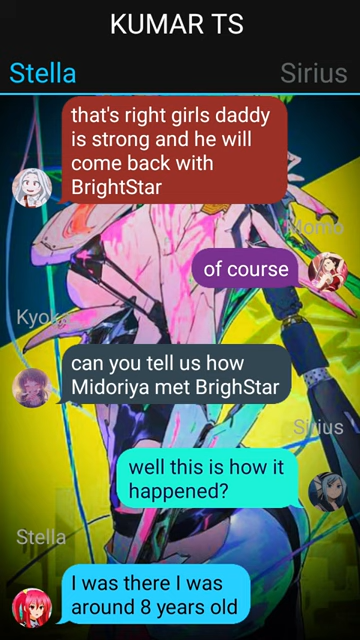 KUMAR TS
Stella
Sirius
that's right girls daddy
is strong and he will
come back with
BrightStar
Momo
of course
Kyoka
can you tell us how
Midoriya met BrighStar
Sirius
well this is how it
happened?
Stella
I was there I was
around 8 years old